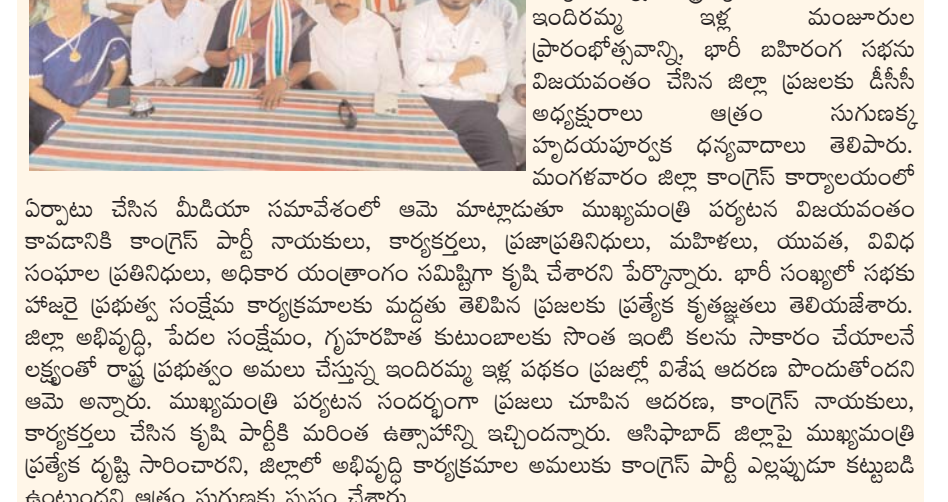 ఇందిరమ్మ ఇళ్ల మంజూరుల
ప్రారంభోత్సవాన్ని, భారీ బహిరంగ సభను
విజయవంతం చేసిన జిల్లా ప్రజలకు డీసీసీ
అధ్యక్షురాలు ఆత్రం సుగుణక్క
హృదయపూర్వక ధన్యవాదాలు తెలిపారు.
మంగళవారం జిల్లా కాంగ్రెస్ కార్యాలయంలో
ఏర్పాటు చేసిన మీడియా సమావేశంలో ఆమె మాట్లాడుతూ ముఖ్యమంత్రి పర్యటన విజయవంతం
కావడానికి కాంగ్రెస్ పార్టీ నాయకులు, కార్యకర్తలు, ప్రజాప్రతినిధులు, మహిళలు, యువత, వివిధ
సంఘాల ప్రతినిధులు, అధికార యంత్రాంగం సమిష్టిగా కృషి చేశారని పేర్కొన్నారు. భారీ సంఖ్యలో సభకు
హాజరై ప్రభుత్వ సంక్షేమ కార్యక్రమాలకు మద్దతు తెలిపిన ప్రజలకు ప్రత్యేక కృతజ్ఞతలు తెలియజేశారు.
జిల్లా అభివృద్ధి, పేదల సంక్షేమం, గృహరహిత కుటుంబాలకు సొంత ఇంటి కలను సాకారం చేయాలనే
లక్ష్యంతో రాష్ట్ర ప్రభుత్వం అమలు చేస్తున్న ఇందిరమ్మ ఇళ్ల పథకం ప్రజల్లో విశేష ఆదరణ పొందుతోందని
ఆమె అన్నారు. ముఖ్యమంత్రి పర్యటన సందర్భంగా ప్రజలు చూపిన ఆదరణ, కాంగ్రెస్ నాయకులు,
కార్యకర్తలు చేసిన కృషి పార్టీకి మరింత ఉత్సాహాన్ని ఇచ్చిందన్నారు. ఆసిఫాబాద్ జిల్లాపై ముఖ్యమంత్రి
ప్రత్యేక దృష్టి సారించారని, జిల్లాలో అభివృద్ధి కార్యక్రమాల అమలుకు కాంగ్రెస్ పార్టీ ఎల్లప్పుడూ కట్టుబడి
ఉంటుందని ఆత్రం సుగుణక్క స్పష్టం చేశారు.